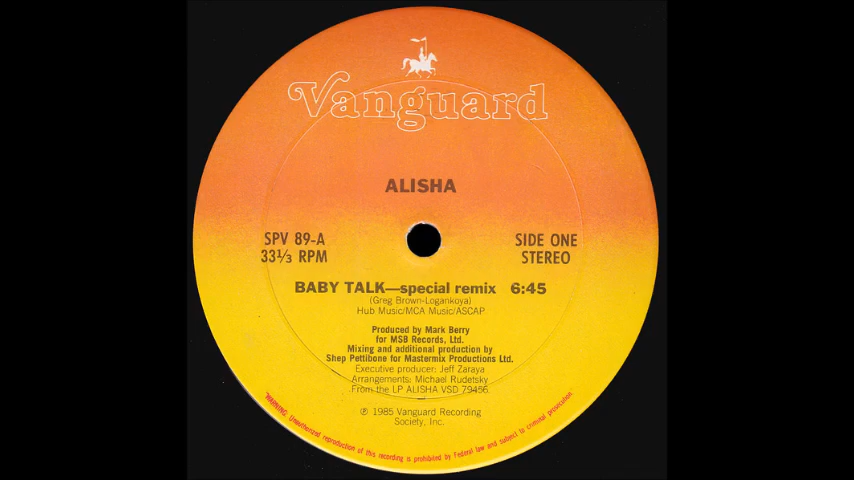 Vanguard
ALISHA
SPV 89-A
33⅓ RPM
SIDE ONE
STEREO
BABY TALK—special remix 6:45
(Greg Brown-Logankoya)
Hub Music/MCA Music/ASCAP
Produced by Mark Berry
for MSB Records, Ltd.
Mixing and additional production by
Shep Pettibone for Mastermix Productions Ltd.
Executive producer: Jeff Zaraya
Arrangements: Michael Rudetsky
From the LP ALISHA VSD 79456.
℗ 1985 Vanguard Recording
Society, Inc.
"WARNING: Unauthorized reproduction of this recording is prohibited by Federal law and subject to criminal prosecution.